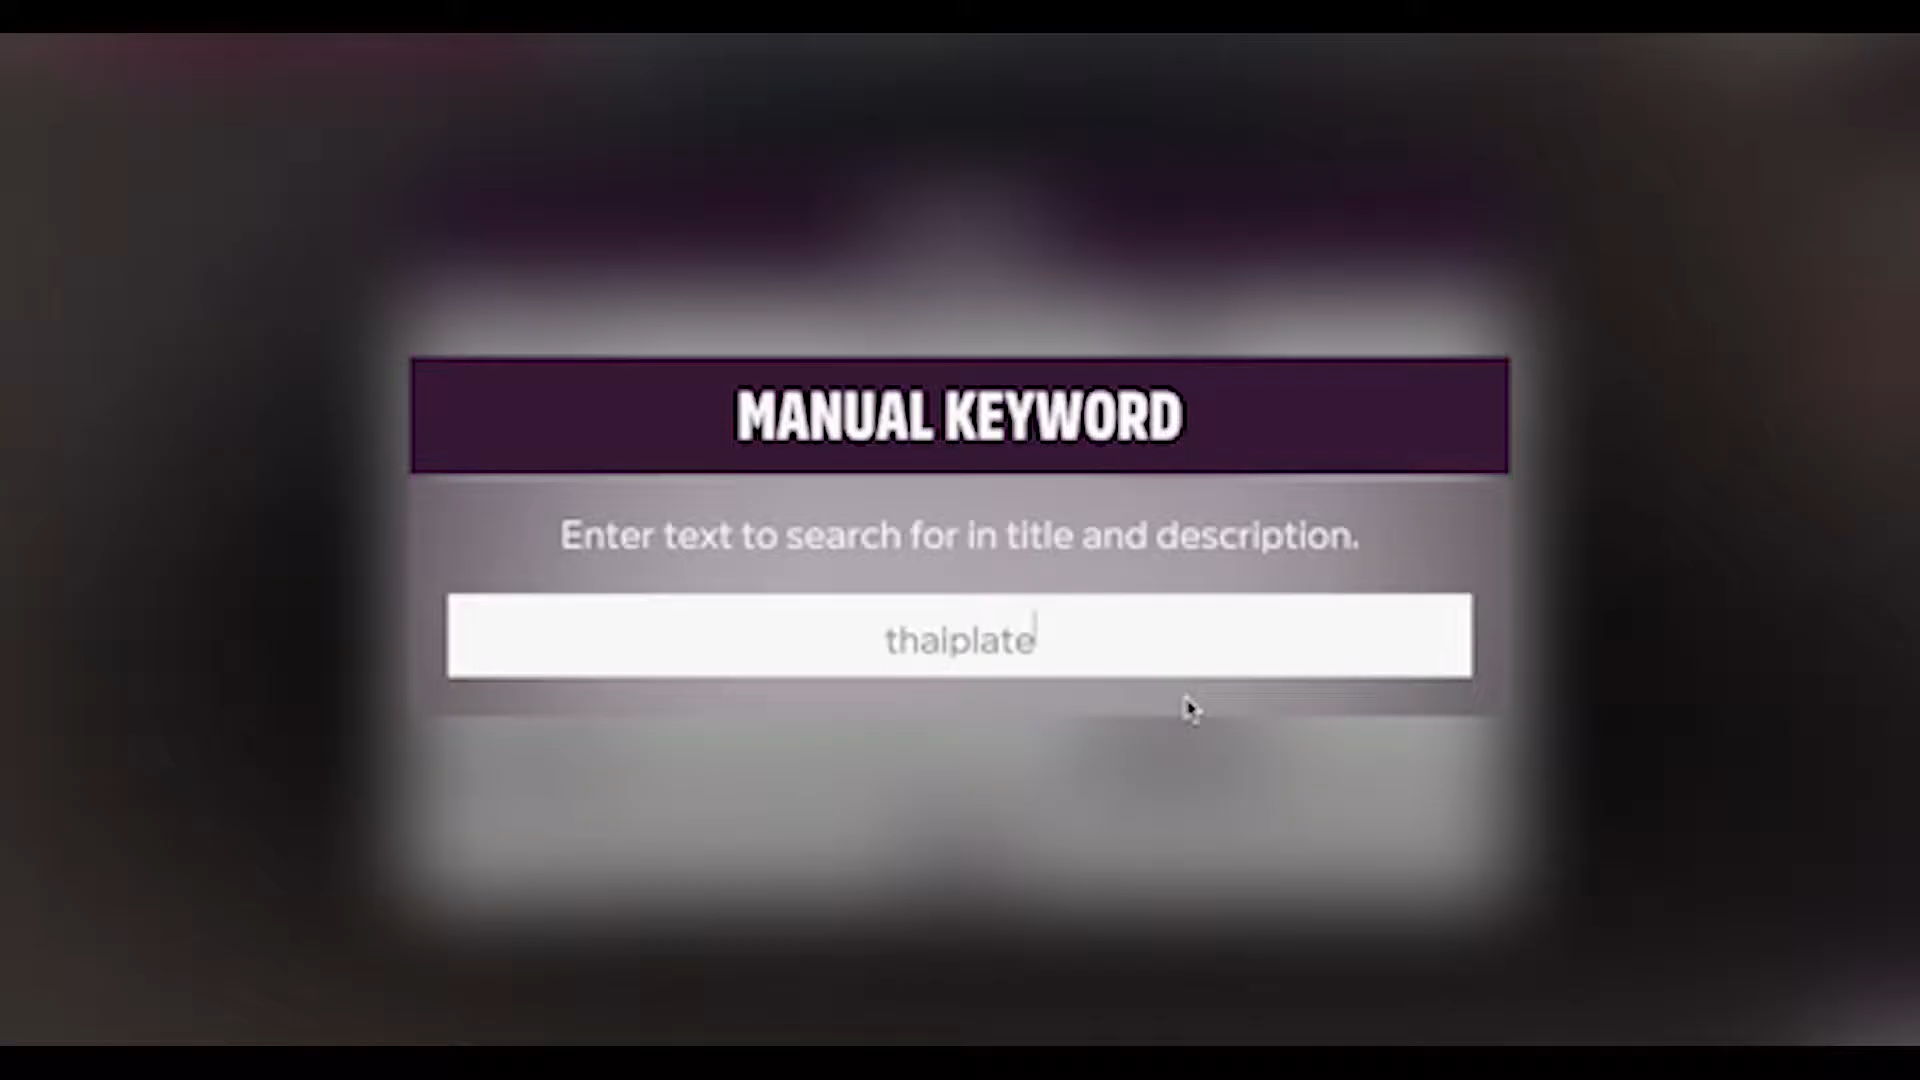 MANUAL KEYWORD
Enter text to search for in title and description.
thaiplate